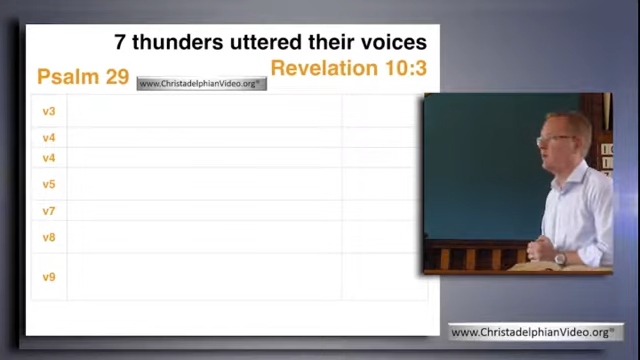 7 thunders uttered their voices
Revelation 10:3
Psalm 29
www.ChristadelphianVideo.org®
v3
v4
v4
v5
v7
v8
v9
www.ChristadelphianVideo.org®